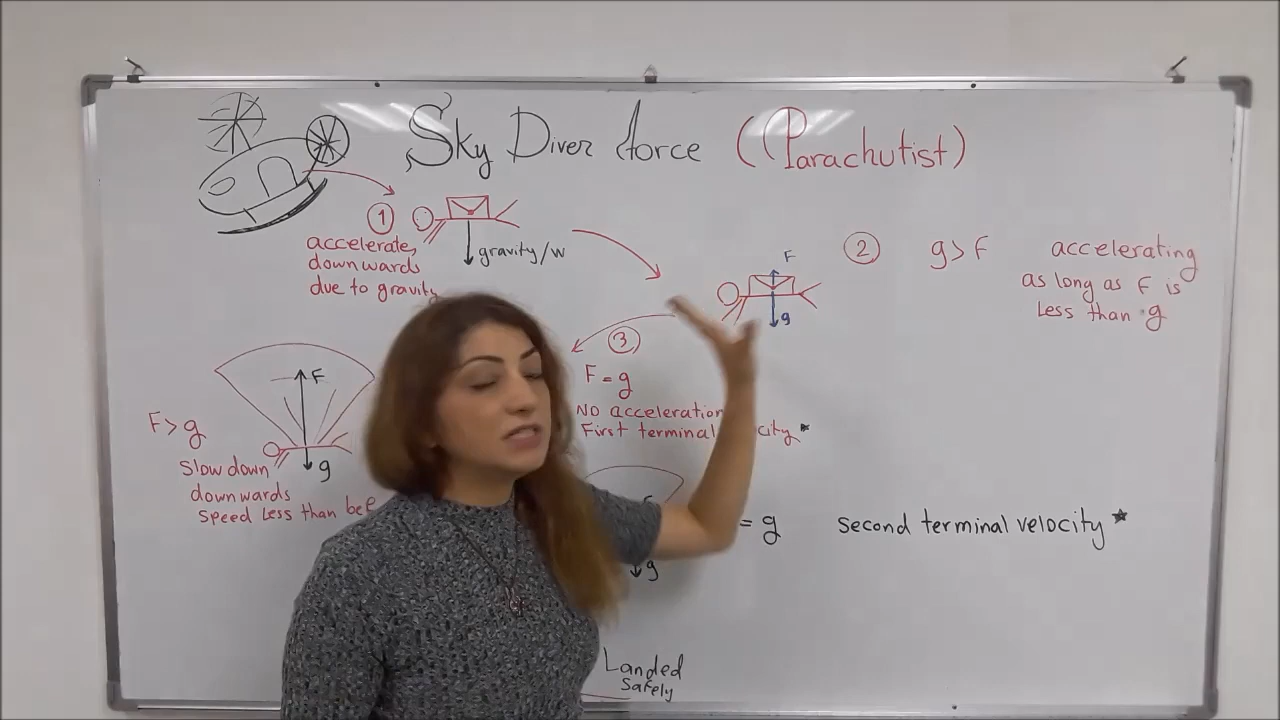 Sky Diver force (Parachutist)
1
accelerate,
downwards
due to gravity
gravity/w
F
g
2
g > F
accelerating
as long as F is
Less than g
3
F = g
No acceleration
First terminal
F
g
F > g
Slow down
downwards
Speed Less than
= g
g
Second terminal velocity *
Landed
Safely